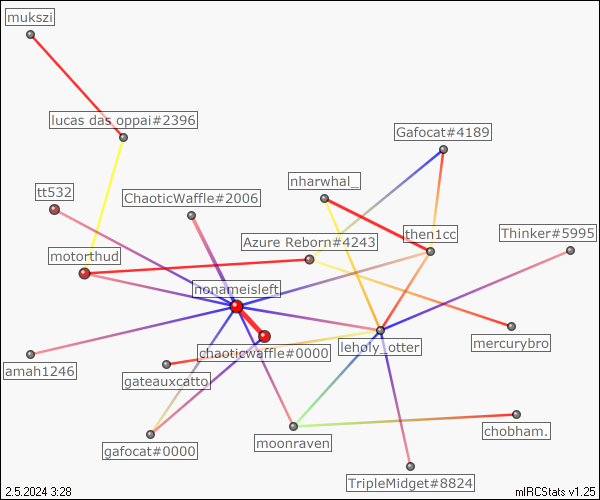 mukszi
lucas das oppai#2396
Gafocat#4189
nharwhal_
tt532
ChaoticWaffle#2006
Thinker#5995
then1cc
Azure Reborn#4243
motorthud
nonameisleft
mercurybro
leholy_otter
chaoticwaffle#0000
amah1246
gateauxcatto
chobham.
moonraven
gafocat#0000
TripleMidget#8824
2.5.2024 3:28
mIRCStats v1.25